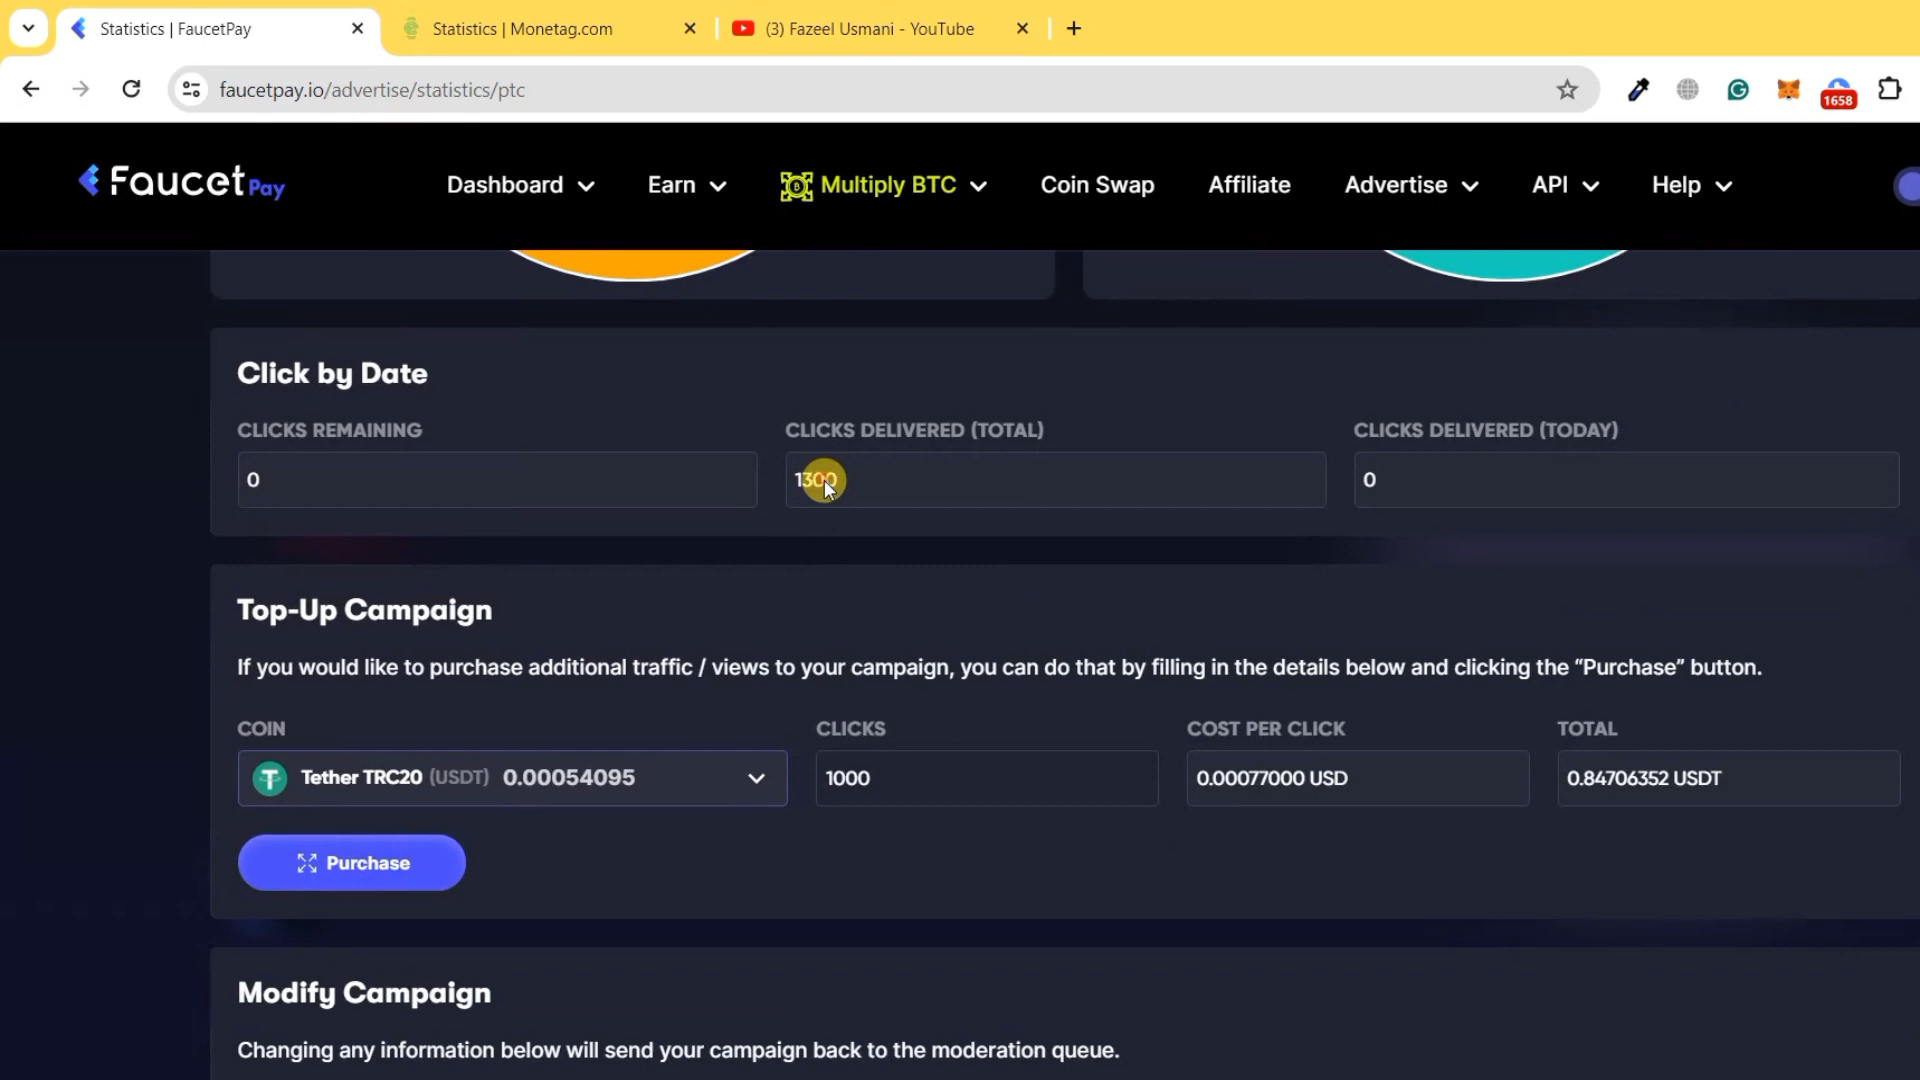 Statistics | FaucetPay
Statistics | Monetag.com
(3) Fazeel Usmani - YouTube
faucetpay.io/advertise/statistics/ptc
1658
FaucetPay
Dashboard
Earn
Multiply BTC
Coin Swap
Affiliate
Advertise
API
Help
Click by Date
CLICKS REMAINING
CLICKS DELIVERED (TOTAL)
CLICKS DELIVERED (TODAY)
0
1300
0
Top-Up Campaign
If you would like to purchase additional traffic / views to your campaign, you can do that by filling in the details below and clicking the “Purchase” button.
COIN
CLICKS
COST PER CLICK
TOTAL
Tether TRC20 (USDT) 0.00054095
1000
0.00077000 USD
0.84706352 USDT
Purchase
Modify Campaign
Changing any information below will send your campaign back to the moderation queue.